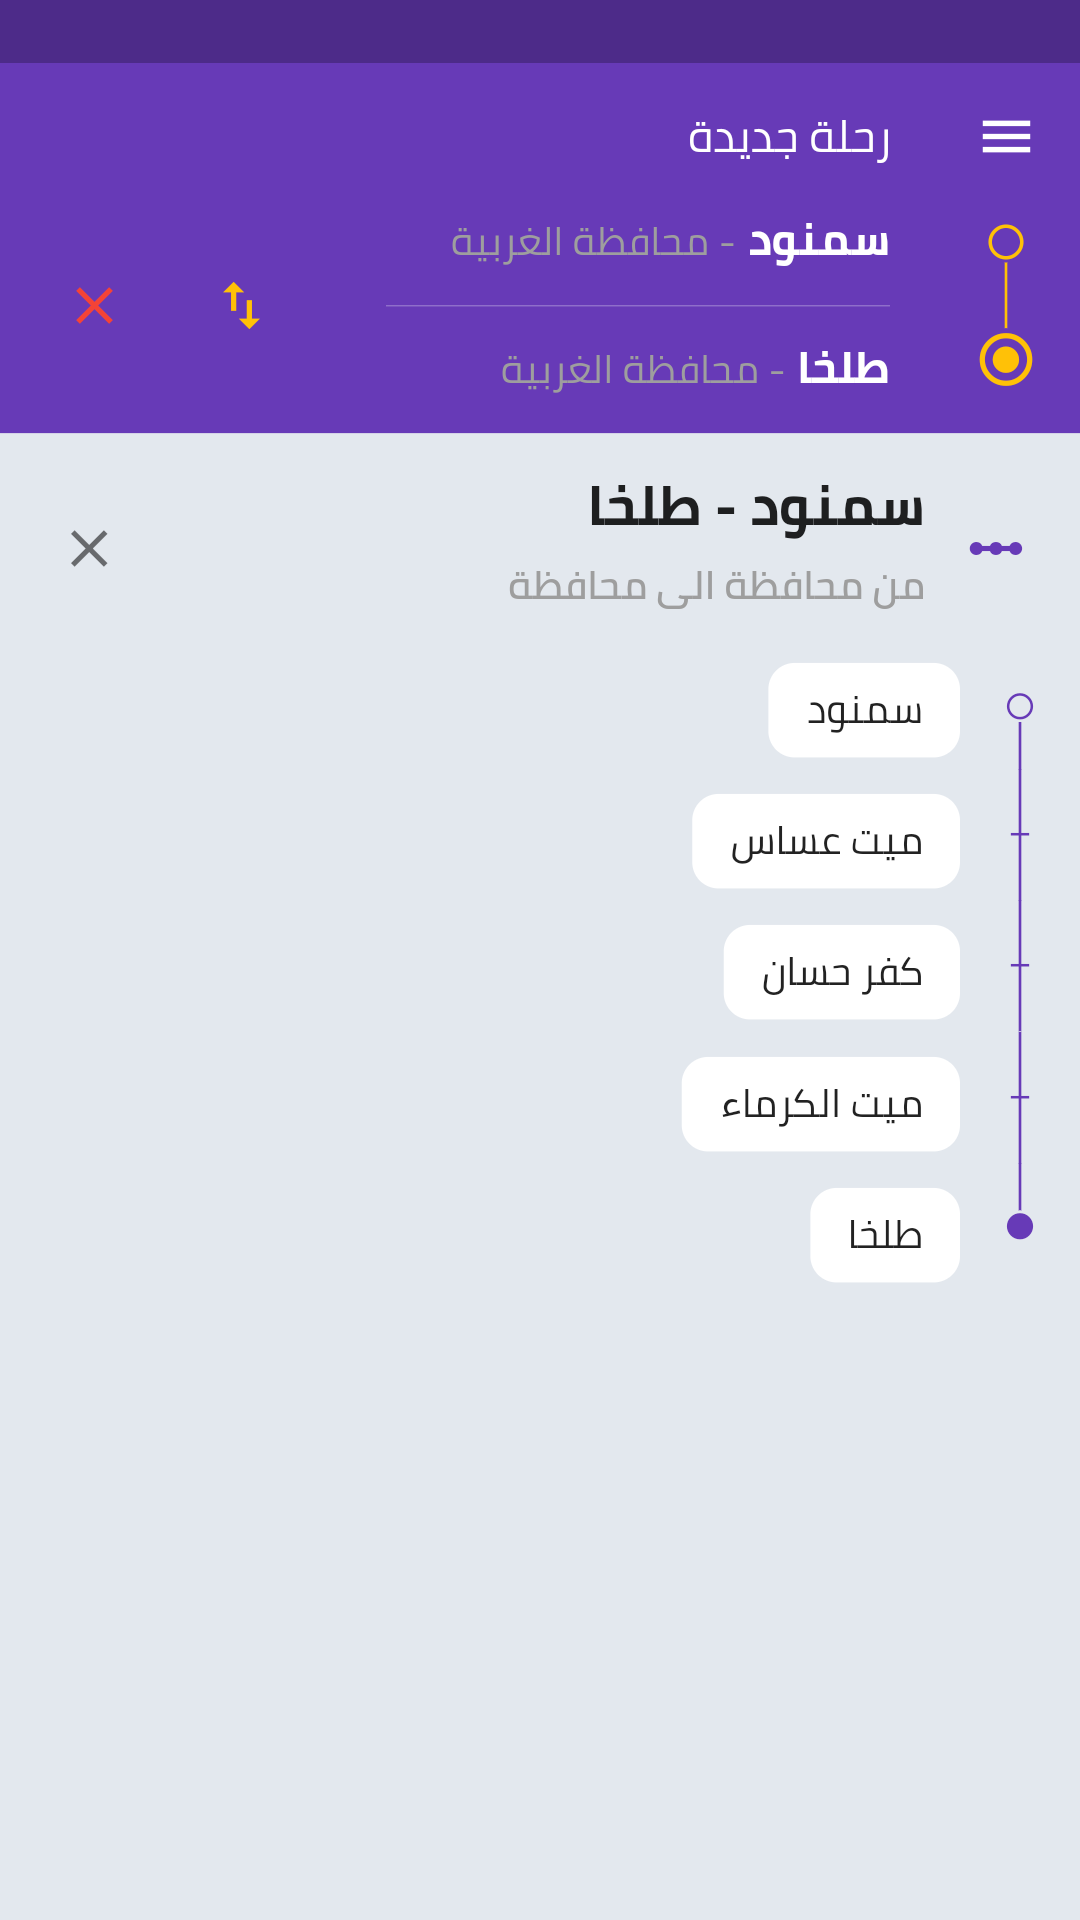 رحلة جديدة
سمنود - محافظة الغربية
طلخا - محافظة الغربية
سمنود - طلخا
من محافظة الى محافظة
سمنود
ميت عساس
كفر حسان
ميت الكرماء
طلخا